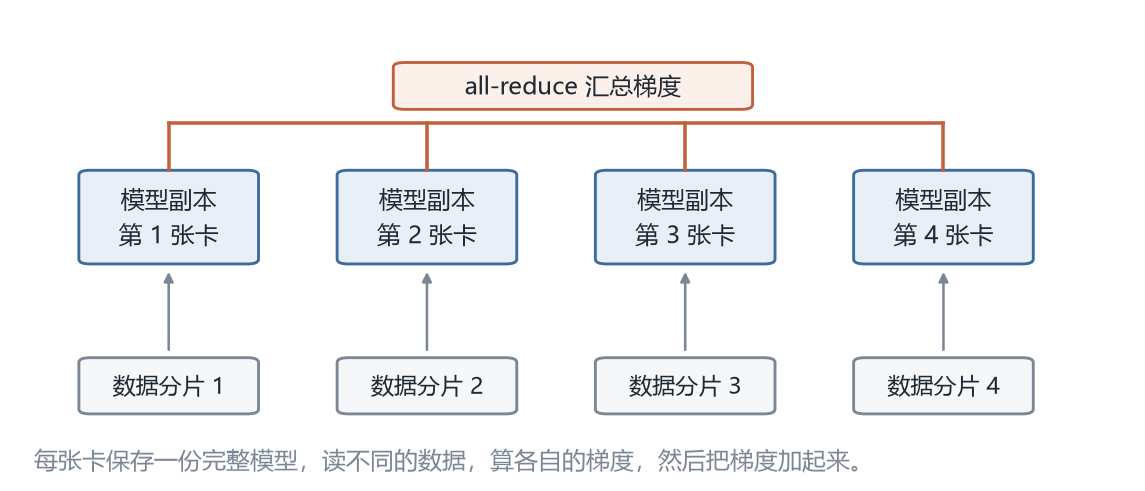 all-reduce 汇总梯度
模型副本
第 1 张卡
模型副本
第 2 张卡
模型副本
第 3 张卡
模型副本
第 4 张卡
数据分片 1
数据分片 2
数据分片 3
数据分片 4
每张卡保存一份完整模型，读不同的数据，算各自的梯度，然后把梯度加起来。